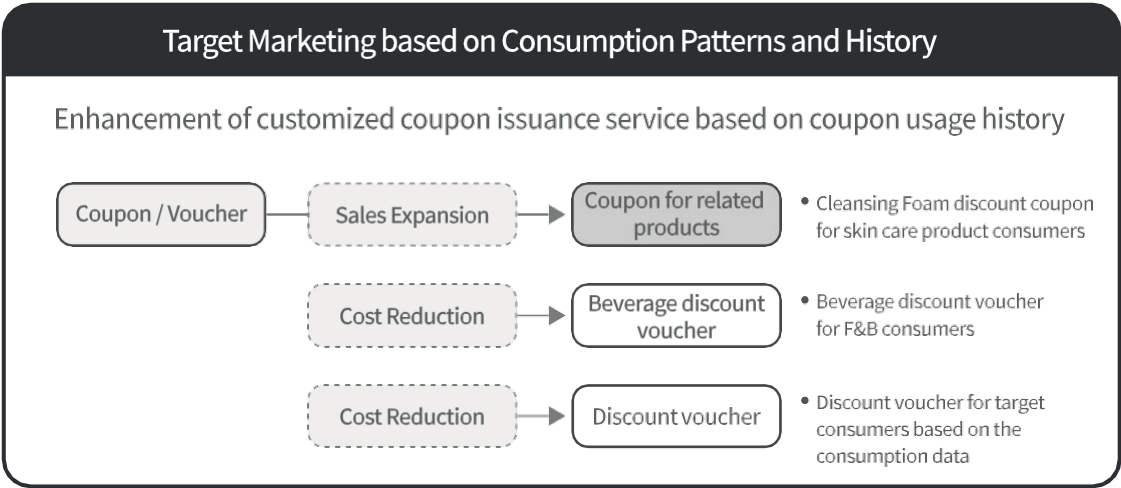 Target Marketing based on Consumption Patterns and History
Enhancement of customized coupon issuance service based on coupon usage history
Coupon / Voucher
Sales Expansion
Coupon for related
products
• Cleansing Foam discount coupon
for skin care product consumers
Cost Reduction
Beverage discount
voucher
• Beverage discount voucher
for F&B consumers
Cost Reduction
Discount voucher
• Discount voucher for target
consumers based on the
consumption data